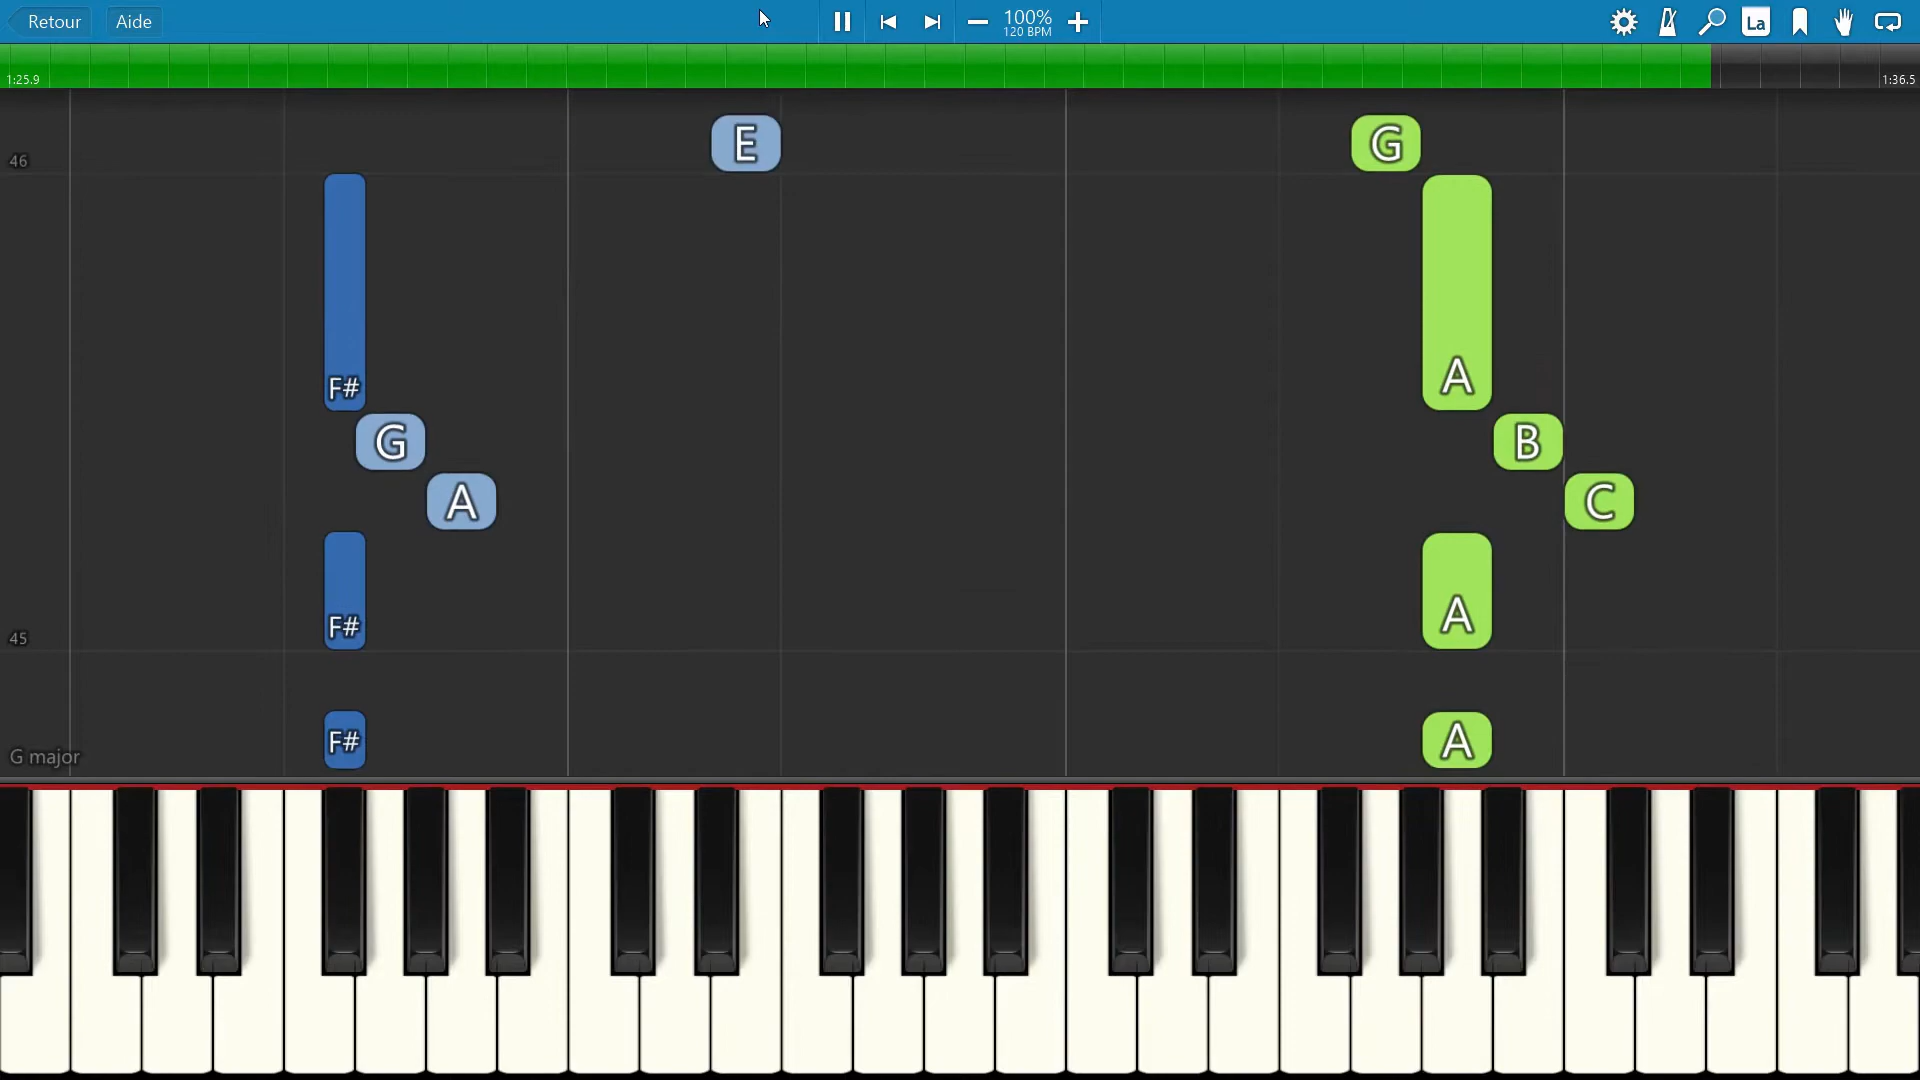 Retour
Aide
100%
120 BPM
La
1:25.9
1:36.5
E
G
46
F#
A
G
B
A
C
F#
A
45
F#
A
G major